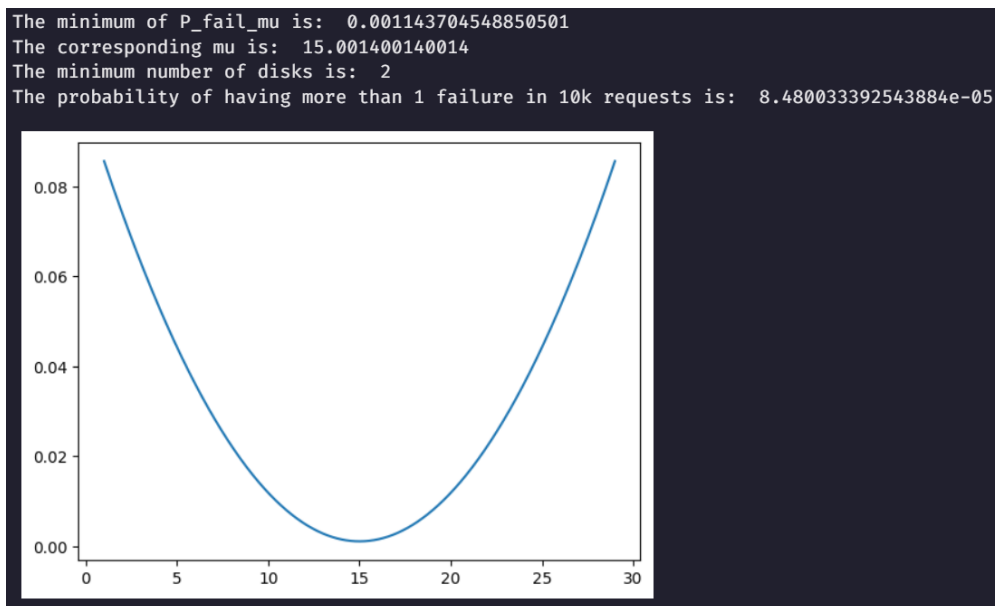 The minimum of P_fail_mu is:  0.001143704548850501
The corresponding mu is:  15.001400140014
The minimum number of disks is:  2
The probability of having more than 1 failure in 10k requests is:  8.480033392543884e-05
0.08
0.06
0.04
0.02
0.00
0 5 10 15 20 25 30